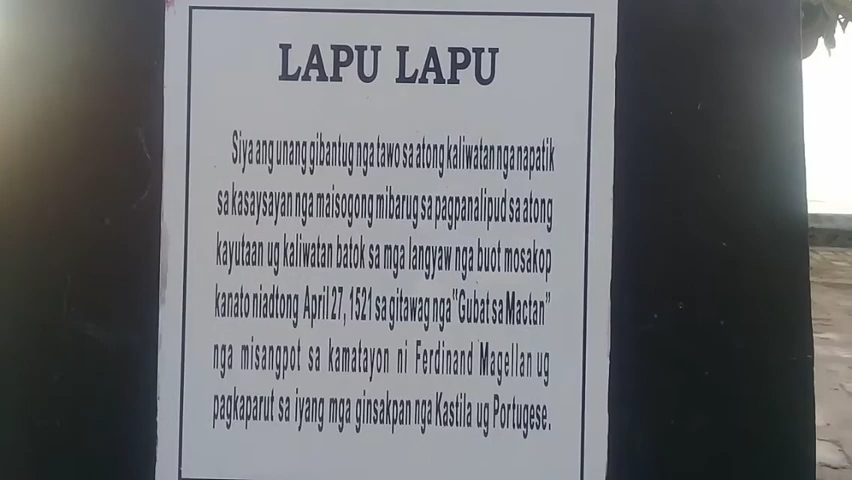 LAPU LAPU
Siya ang unang gibantug nga tawo sa atong kaliwatan nga napatik
sa kasaysayan nga maisogong mibarug sa pagpanalipud sa atong
kayutaan ug kaliwatan batok sa mga langyaw nga buot mosakop
kanato niadtong April 27, 1521 sa gitawag nga "Gubat sa Mactan"
nga misangpot sa kamatayon ni Ferdinand Magellan ug
pagkaparut sa iyang mga ginsakpan nga Kastila ug Portugese.